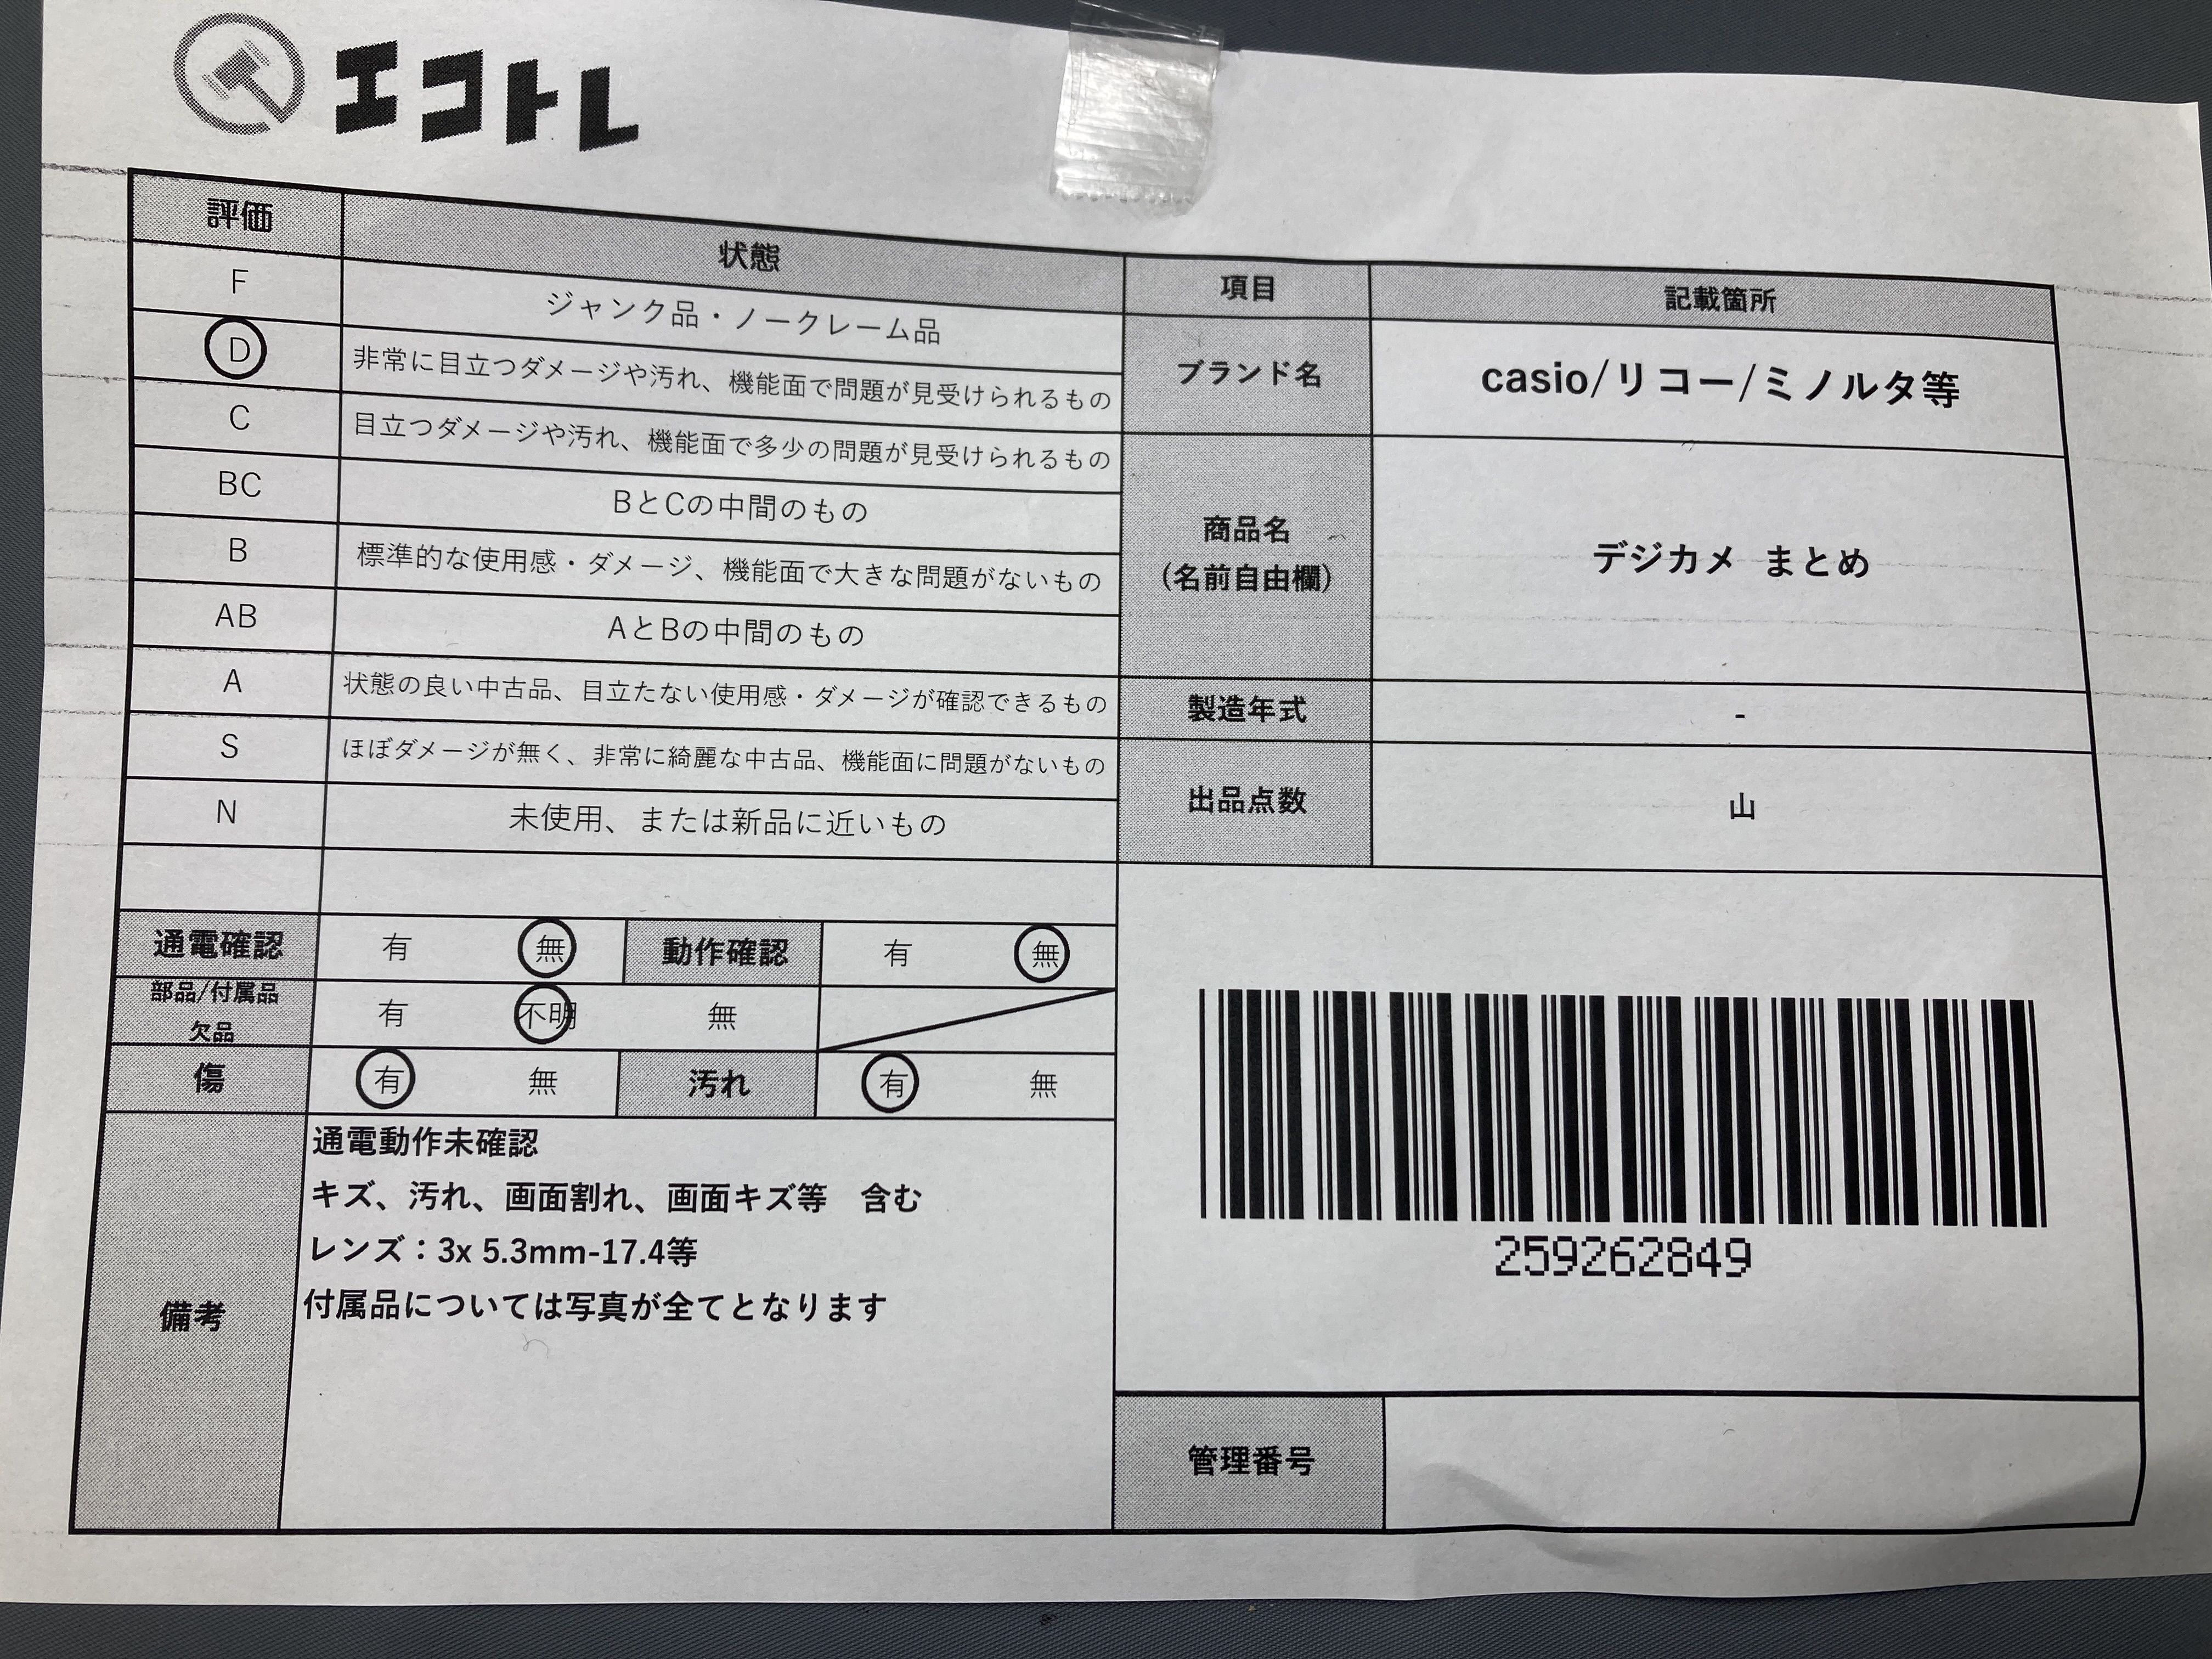 エコトレ
評価 状態
F ジャンク品・ノークレーム品
D 非常に目立つダメージや汚れ、機能面で問題が見受けられるもの
C 目立つダメージや汚れ、機能面で多少の問題が見受けられるもの
BC BとCの中間のもの
B 標準的な使用感・ダメージ、機能面で大きな問題がないもの
AB AとBの中間のもの
A 状態の良い中古品、目立たない使用感・ダメージが確認できるもの
S ほぼダメージが無く、非常に綺麗な中古品、機能面に問題がないもの
N 未使用、または新品に近いもの
通電確認 有 無 動作確認 有 無
部品/付属品
欠品 有 不明 無
傷 有 無 汚れ 有 無
備考
通電動作未確認
キズ、汚れ、画面割れ、画面キズ等 含む
レンズ：3x 5.3mm-17.4等
付属品については写真が全てとなります
項目 記載箇所
ブランド名 casio/リコー/ミノルタ等
商品名
(名前自由欄) デジカメ まとめ
製造年式 -
出品点数 山
259262849
管理番号